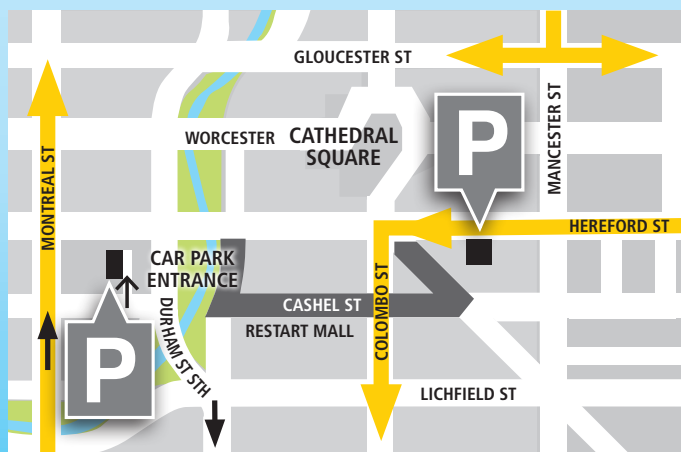 GLOUCESTER ST
MANCESTER ST
WORCESTER
CATHEDRAL
SQUARE
P
MONTREAL ST
HEREFORD ST
CAR PARK
ENTRANCE
CASHEL ST
RESTART MALL
COLOMBO ST
DURHAM ST STH
P
LICHFIELD ST